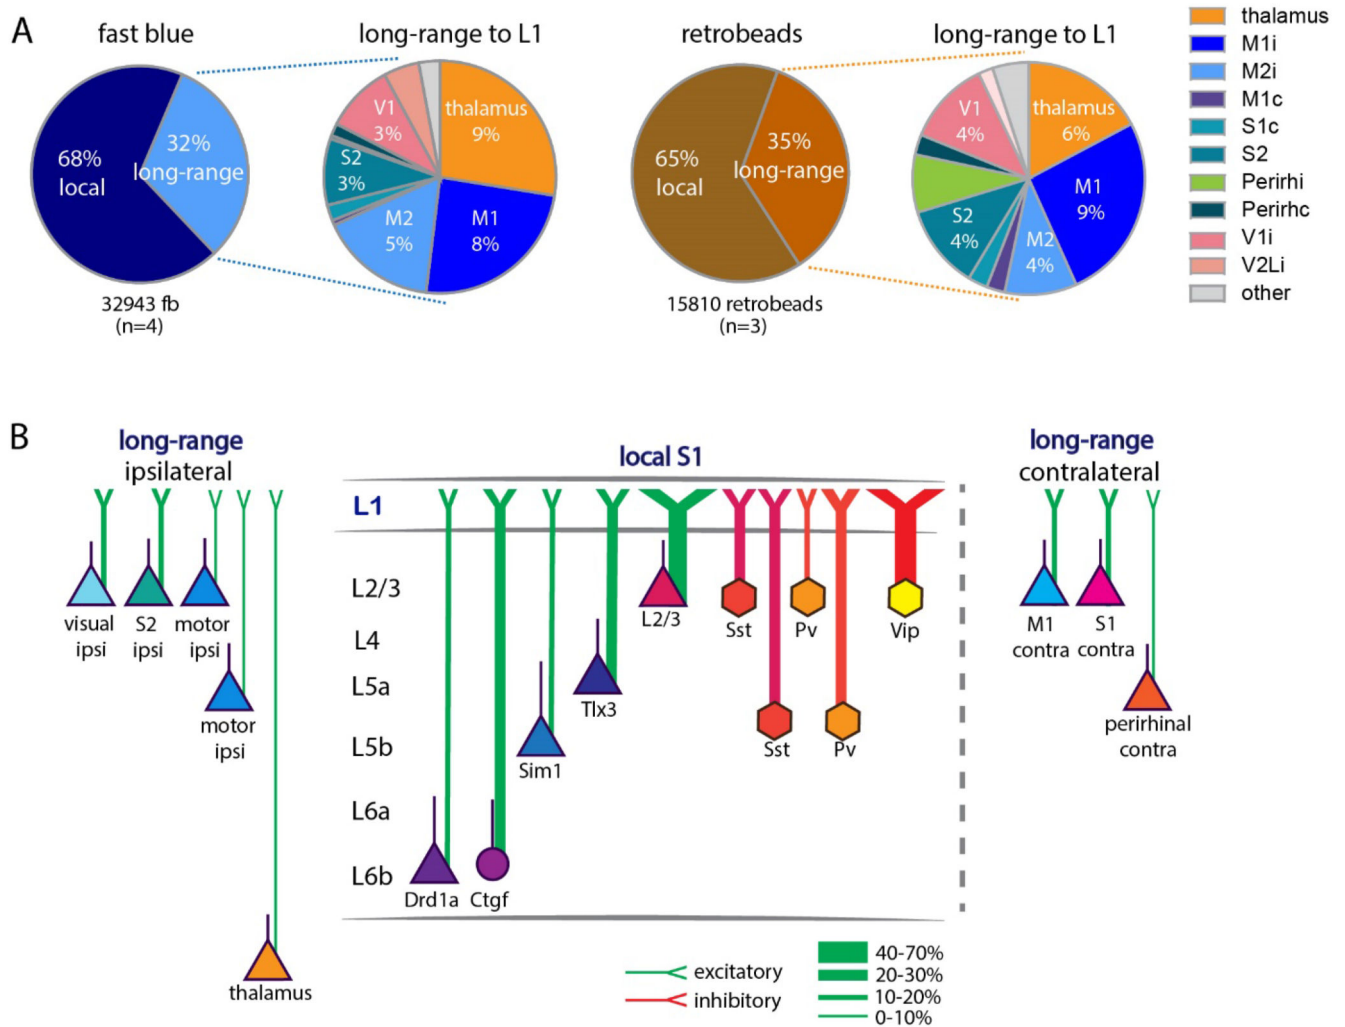 A
fast blue
long-range to L1
retrobeads
long-range to L1
68%
local
32%
long-range
32943 fb
(n=4)
thalamus
9%
M1
8%
M2
5%
S2
3%
V1
3%
65%
local
35%
long-range
15810 retrobeads
(n=3)
thalamus
6%
M1
9%
M2
4%
S2
4%
V1
4%
thalamus
M1i
M2i
M1c
S1c
S2
Perirhi
Perirhc
V1i
V2Li
other
B
long-range
ipsilateral
visual
ipsi
S2
ipsi
motor
ipsi
motor
ipsi
thalamus
local S1
L1
L2/3
L4
L5a
L5b
L6a
L6b
Drd1a
Ctgf
Sim1
Tlx3
L2/3
Sst
Pv
Vip
Sst
Pv
long-range
contralateral
M1
contra
S1
contra
perirhinal
contra
excitatory
inhibitory
40-70%
20-30%
10-20%
0-10%